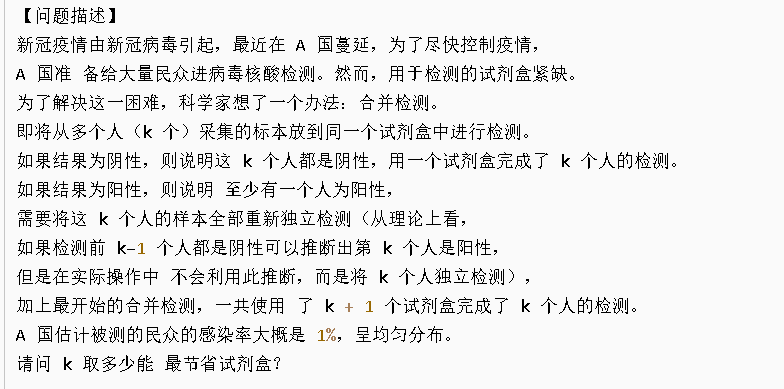 【问题描述】
新冠疫情由新冠病毒引起，最近在 A 国蔓延，为了尽快控制疫情，
A 国准 备给大量民众进病毒核酸检测。然而，用于检测的试剂盒紧缺。
为了解决这一困难，科学家想了一个办法：合并检测。
即将从多个人（k 个）采集的标本放到同一个试剂盒中进行检测。
如果结果为阴性，则说明这 k 个人都是阴性，用一个试剂盒完成了 k 个人的检测。
如果结果为阳性，则说明 至少有一个人为阳性，
需要将这 k 个人的样本全部重新独立检测（从理论上看，
如果检测前 k-1 个人都是阴性可以推断出第 k 个人是阳性，
但是在实际操作中 不会利用此推断，而是将 k 个人独立检测），
加上最开始的合并检测，一共使用 了 k + 1 个试剂盒完成了 k 个人的检测。
A 国估计被测的民众的感染率大概是 1%，呈均匀分布。
请问 k 取多少能 最节省试剂盒？